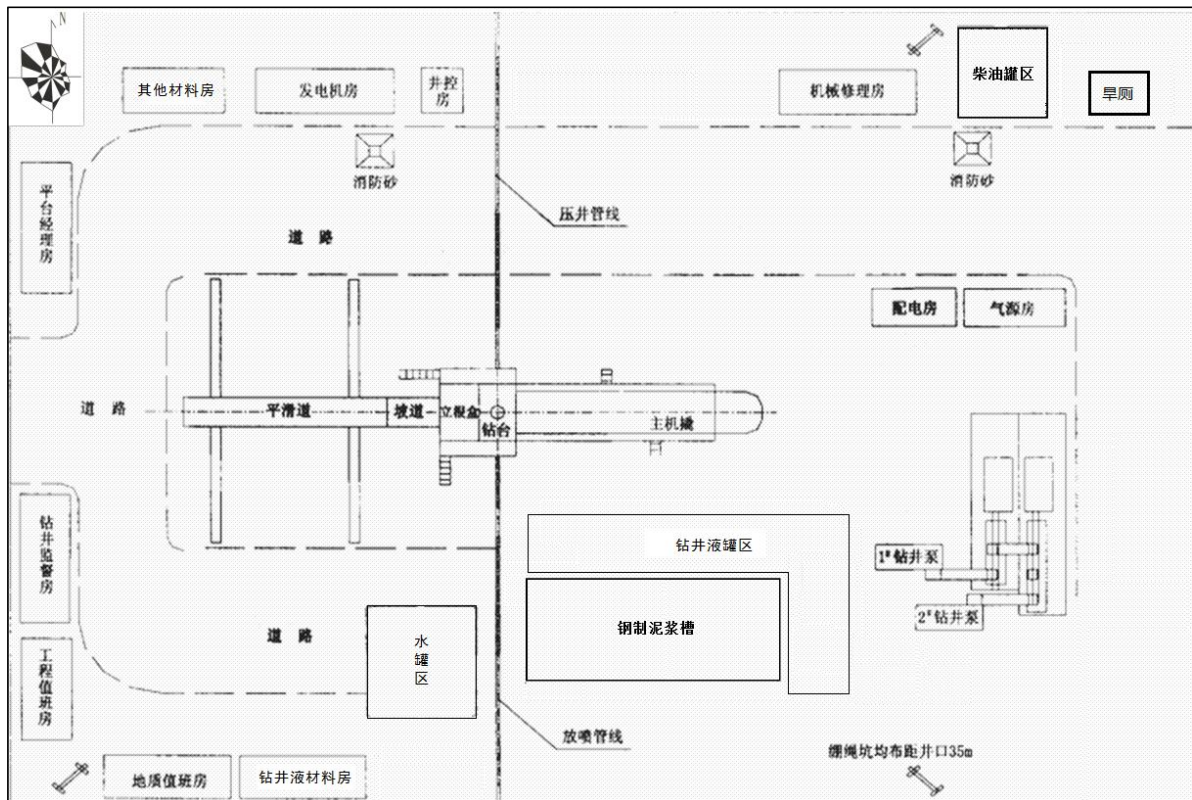 N
柴油罐区
其他材料房
发电机房
井控房
机械修理房
旱厕
消防砂
消防砂
平台经理房
压井管线
道 路
配电房
气源房
道 路
平滑道
坡道
立根盒
钻台
主机撬
钻井监督房
钻井液罐区
1#钻井泵
2#钻井泵
钢制泥浆槽
道 路
水罐区
工程值班房
放喷管线
绷绳坑均布距井口35m
地质值班房
钻井液材料房